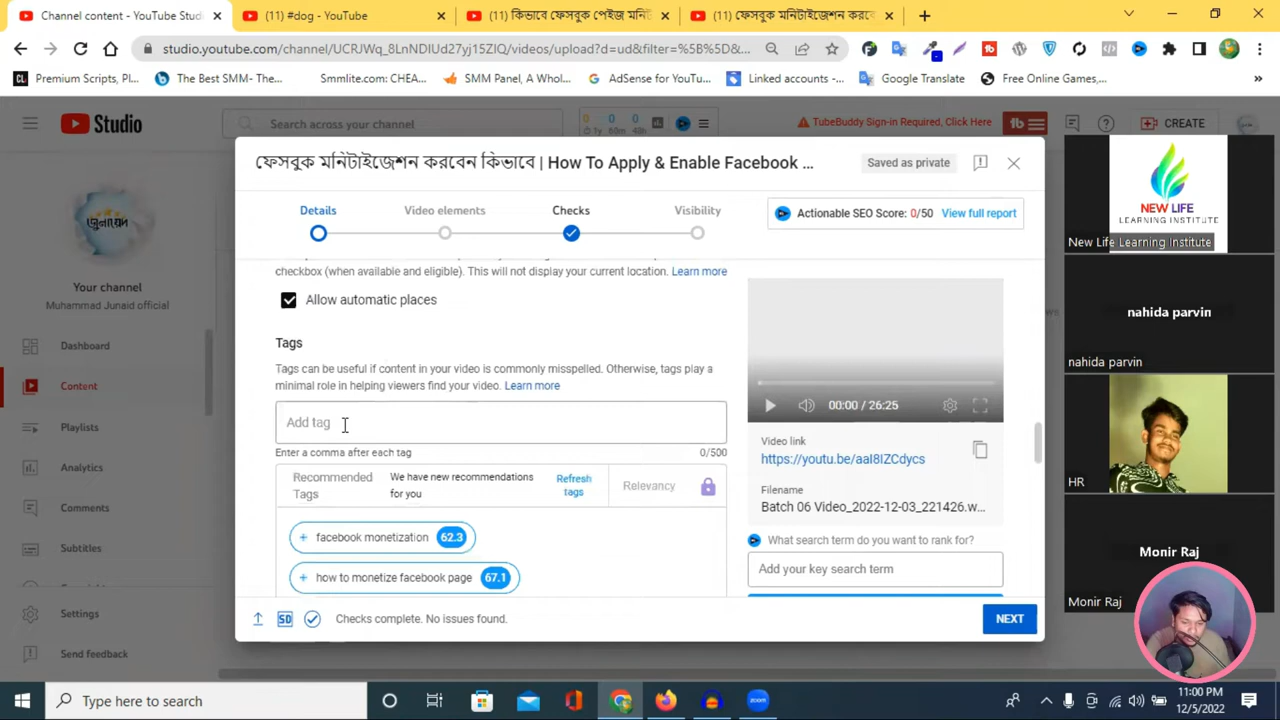 Channel content - YouTube Studio
(11) #dog - YouTube
(11) কিভাবে ফেসবুক পেইজ মনি
(11) ফেসবুক মনিটাইজেশন করবে
studio.youtube.com/channel/UCRJWq_8LnNDIU27yj15ZIQ/videos/upload?d=ud&filter=%5B%5D&...
Premium Scripts, Pl...
The Best SMM- The...
Smmlite.com: CHEA...
SMM Panel, A Whol...
AdSense for YouTu...
Linked accounts -...
Google Translate
Free Online Games,...
Studio
Search across your channel
0 0 0
7y 60m 48h
TubeBuddy Sign-in Required, Click Here
CREATE
ফেসবুক মনিটাইজেশন করবেন কিভাবে | How To Apply & Enable Facebook ...
Saved as private
Details
Video elements
Checks
Visibility
Actionable SEO Score: 0/50 View full report
checkbox (when available and eligible). This will not display your current location. Learn more
Allow automatic places
Tags
Tags can be useful if content in your video is commonly misspelled. Otherwise, tags play a
minimal role in helping viewers find your video. Learn more
Add tag
Enter a comma after each tag
0/500
Recommended
Tags
We have new recommendations
for you
Refresh
tags
Relevancy
+ facebook monetization 62.3
+ how to monetize facebook page 67.1
00:00 / 26:25
Video link
https://youtu.be/aaI8IZCdycs
Filename
Batch 06 Video_2022-12-03_221426.w...
What search term do you want to rank for?
Add your key search term
SD
Checks complete. No issues found.
NEXT
Your channel
Muhammad Junaid official
Dashboard
Content
Playlists
Analytics
Comments
Subtitles
Settings
Send feedback
NEW LIFE
LEARNING INSTITUTE
New Life Learning Institute
nahida parvin
nahida parvin
HR
Monir Raj
Monir Raj
Type here to search
zoom
11:00 PM
12/5/2022